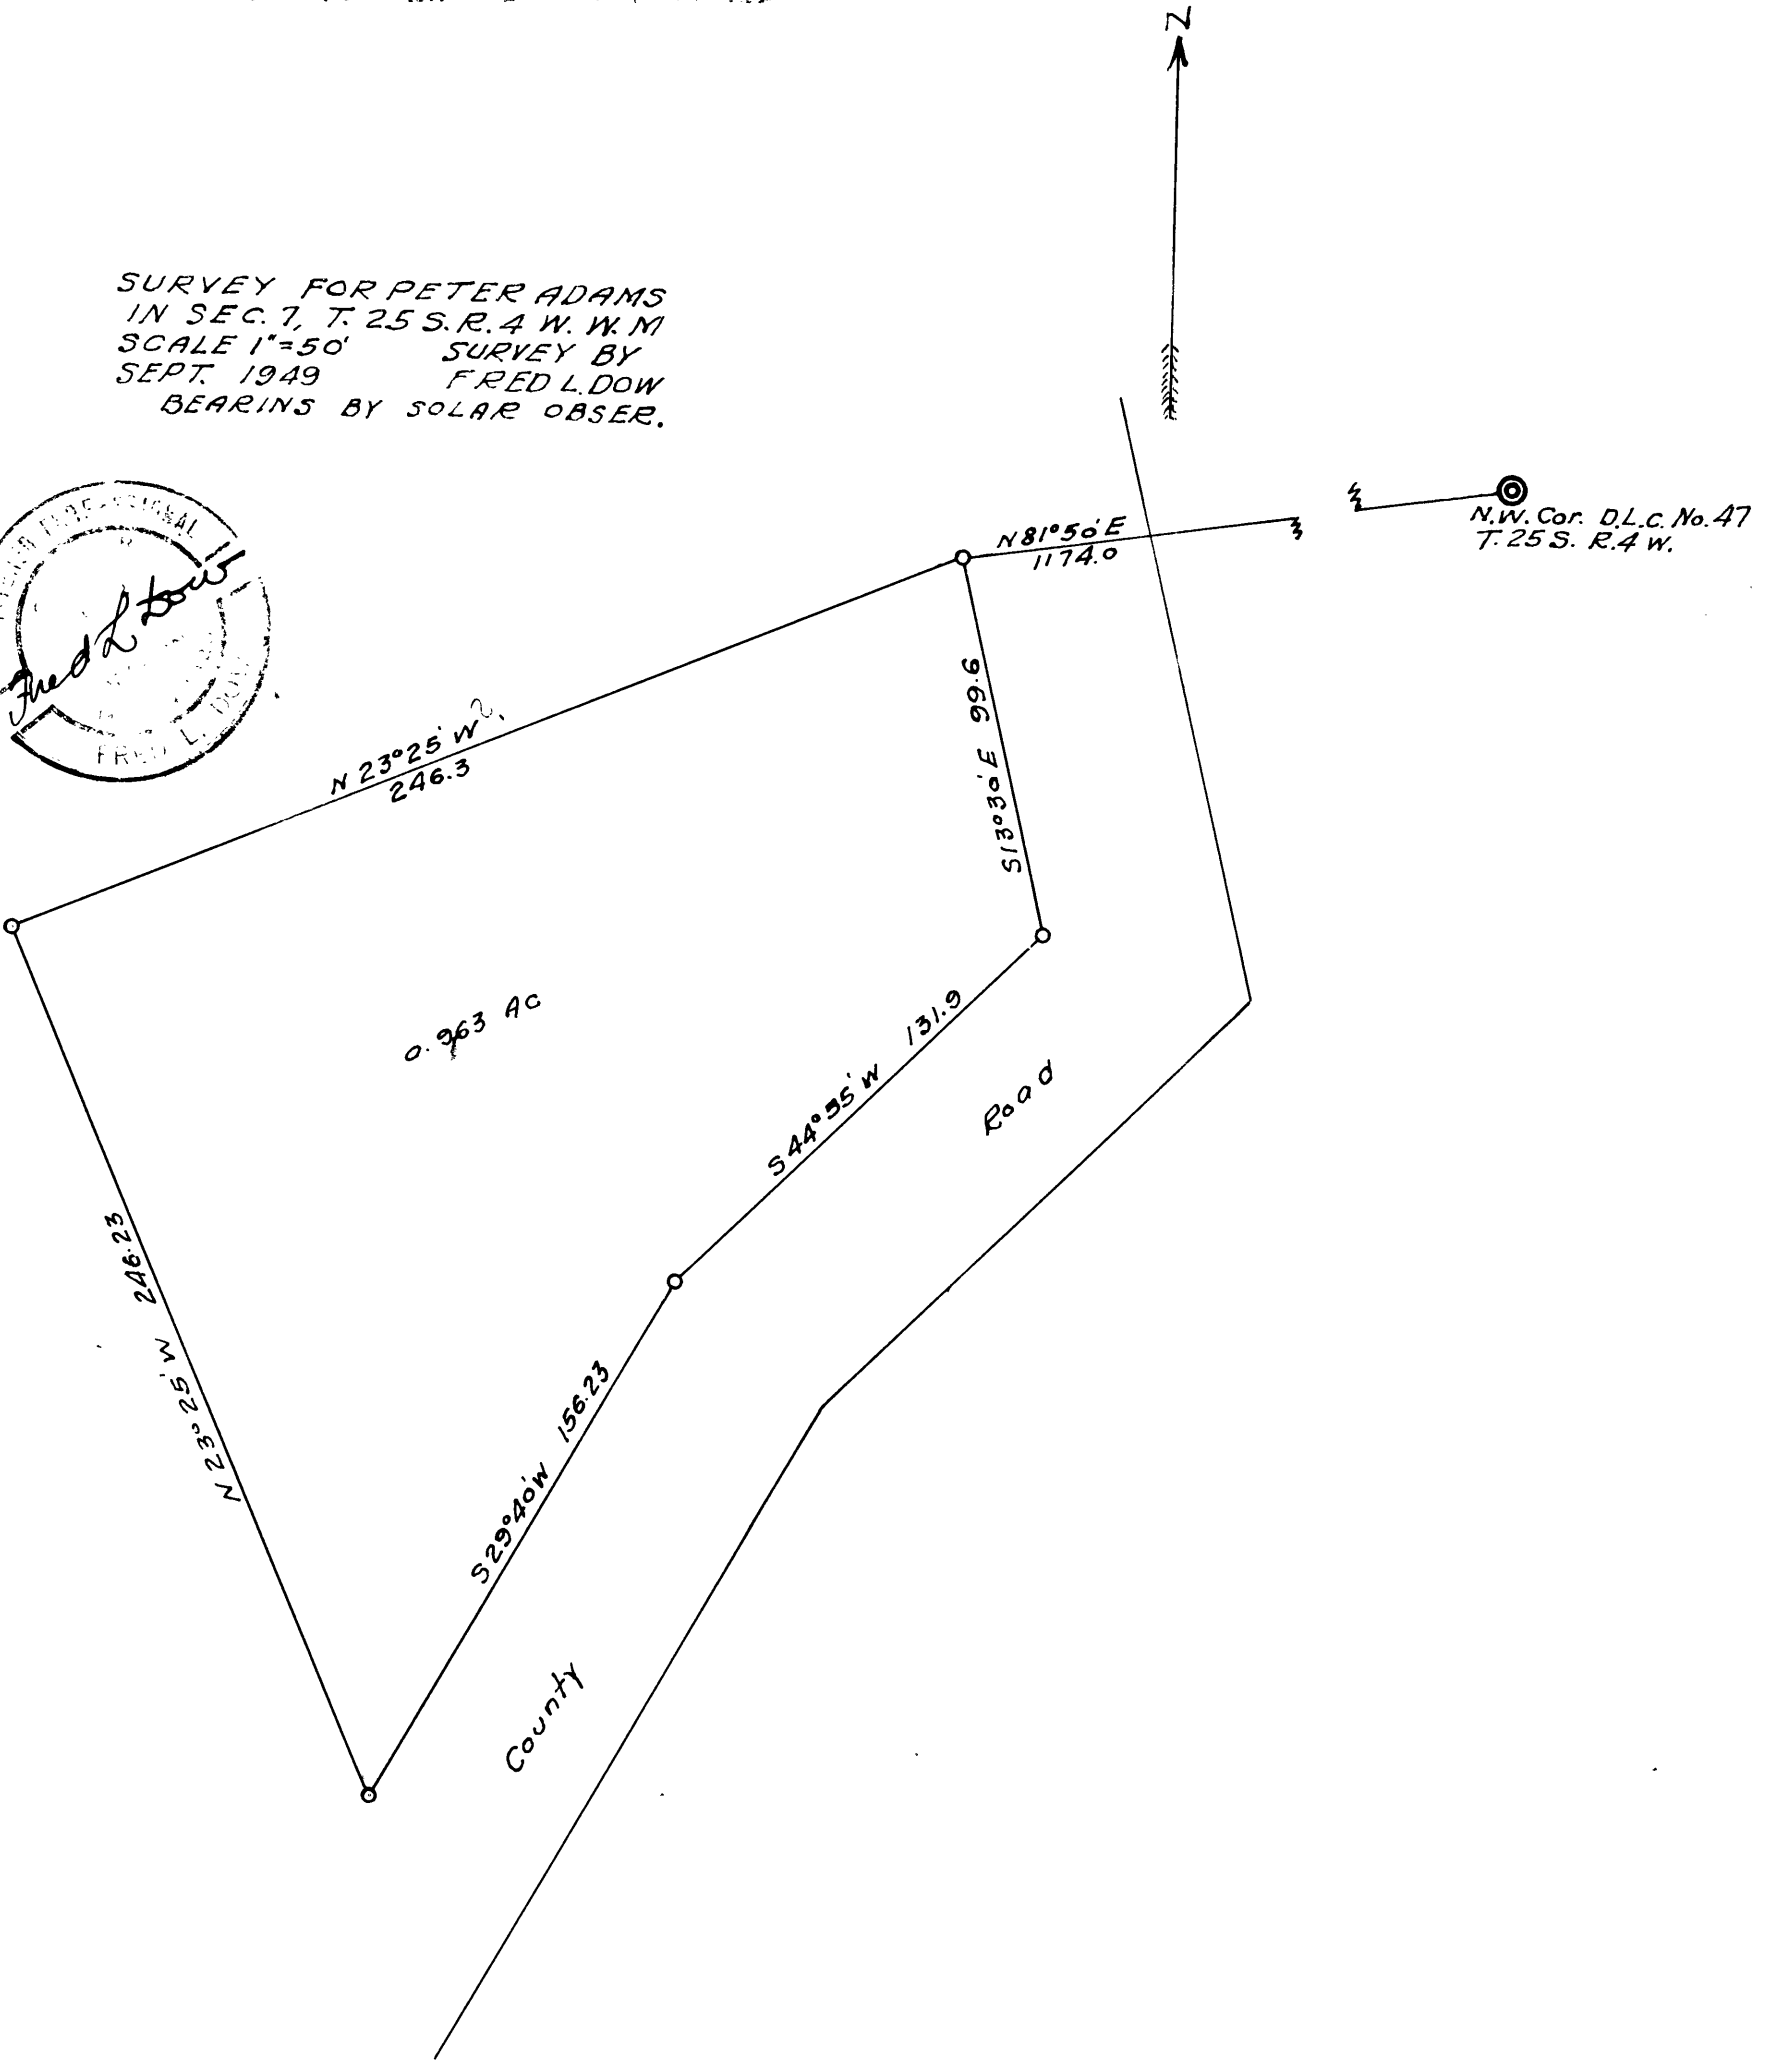 N
SURVEY FOR PETER ADAMS
IN SEC. 7, T. 25 S. R. 4 W. W. M
SCALE 1"=50' SURVEY BY
SEPT. 1949 FRED L. DOW
BEARINS BY SOLAR OBSER.
N.W. Cor. D.L.C. No. 47
T. 25 S. R. 4 W.
N 81°50' E
1174.0
Fred L Dow
FRED L. DOW
N 23°25' W ?
246.3
S 13°30' E 99.6
0.963 AC
S 44°35' W 131.9
Road
N 23°25' W 246.23
S 29°40' W 156.23
County